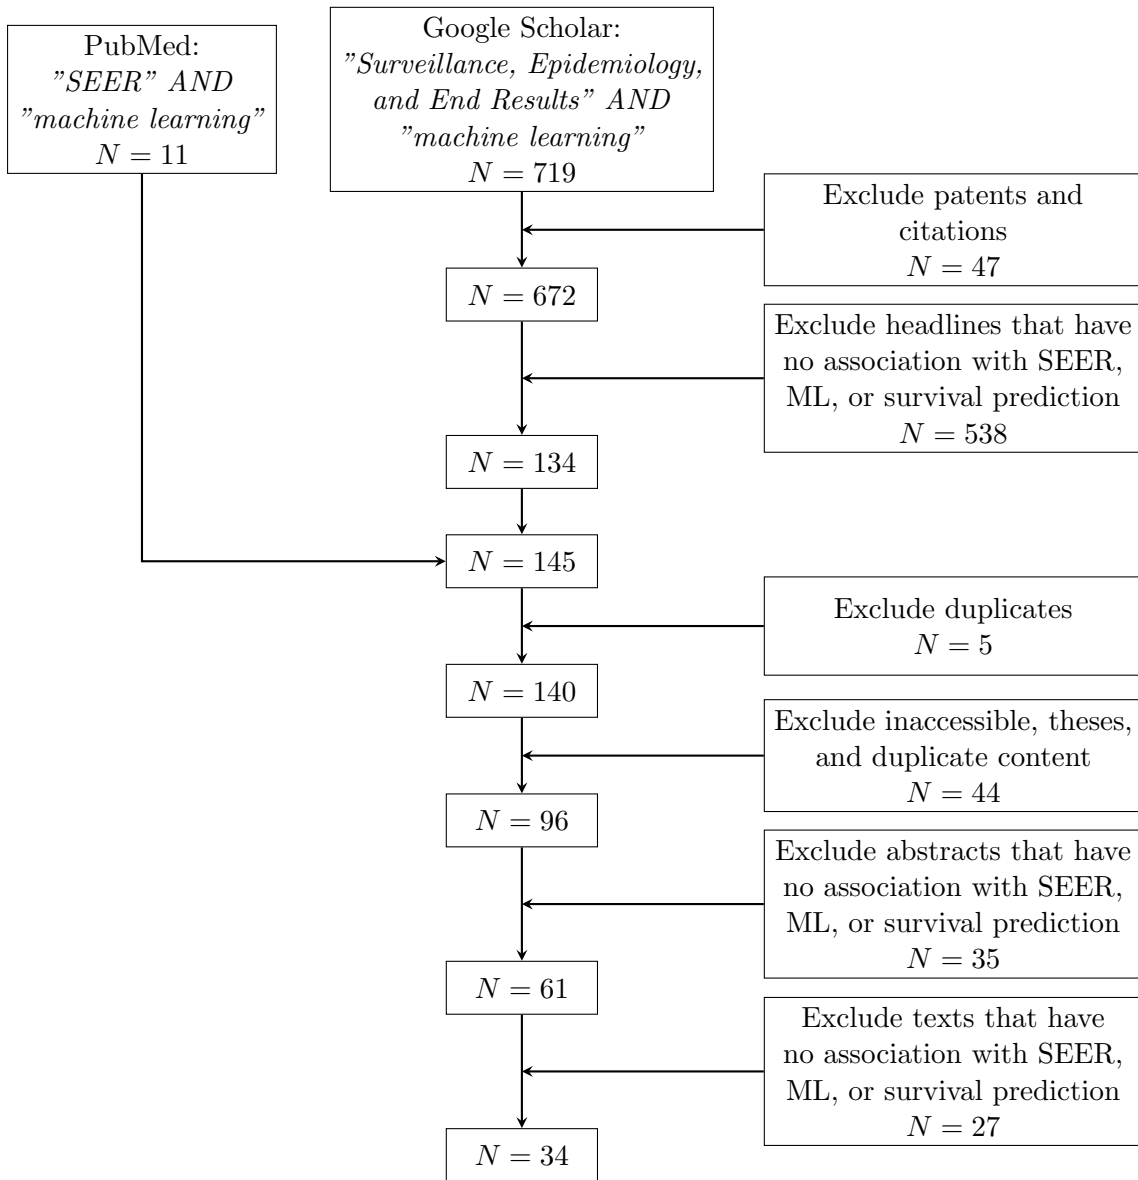 PubMed:
"SEER" AND
"machine learning"
N = 11
Google Scholar:
"Surveillance, Epidemiology,
and End Results" AND
"machine learning"
N = 719
Exclude patents and
citations
N = 47
N = 672
Exclude headlines that have
no association with SEER,
ML, or survival prediction
N = 538
N = 134
N = 145
Exclude duplicates
N = 5
N = 140
Exclude inaccessible, theses,
and duplicate content
N = 44
N = 96
Exclude abstracts that have
no association with SEER,
ML, or survival prediction
N = 35
N = 61
Exclude texts that have
no association with SEER,
ML, or survival prediction
N = 27
N = 34